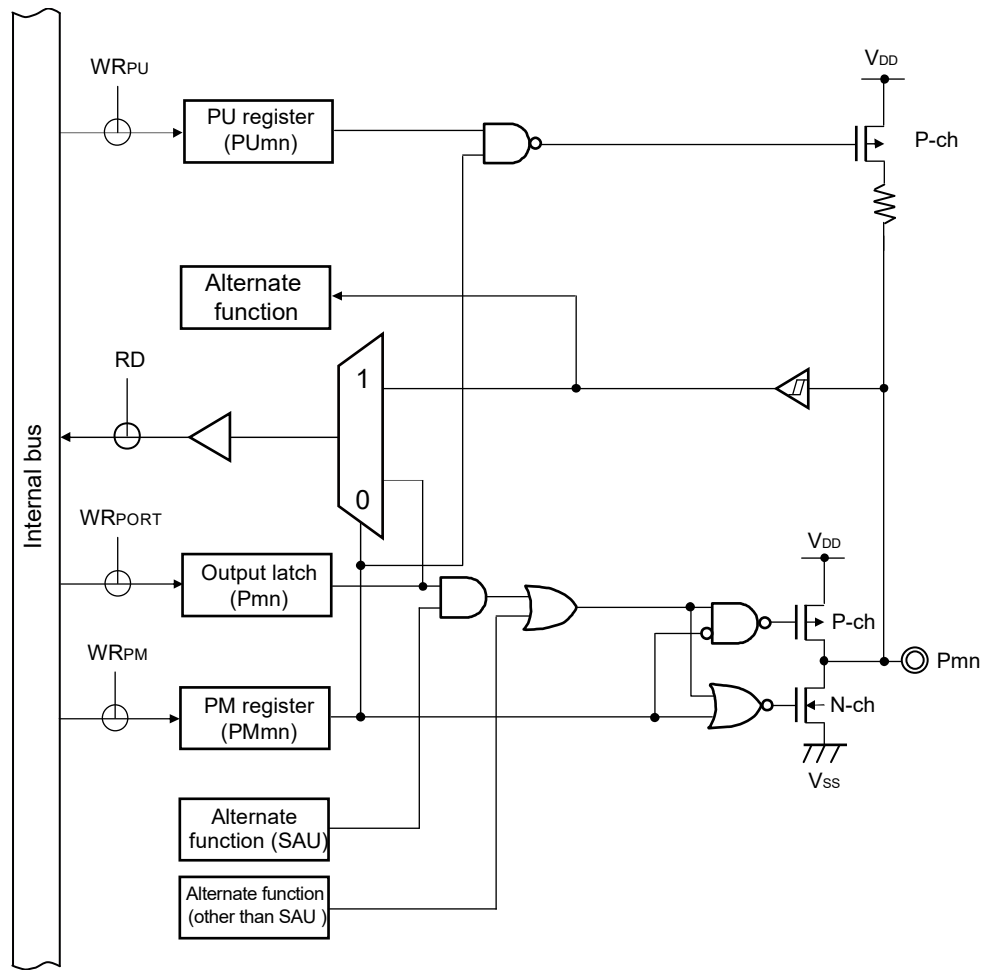 WRPU
VDD
PU register
(PUmn)
P-ch
Alternate
function
RD
1
Internal bus
0
WRPORT
VDD
Output latch
(Pmn)
P-ch
WRPM
Pmn
PM register
(PMmn)
N-ch
VSS
Alternate
function (SAU)
Alternate function
(other than SAU )